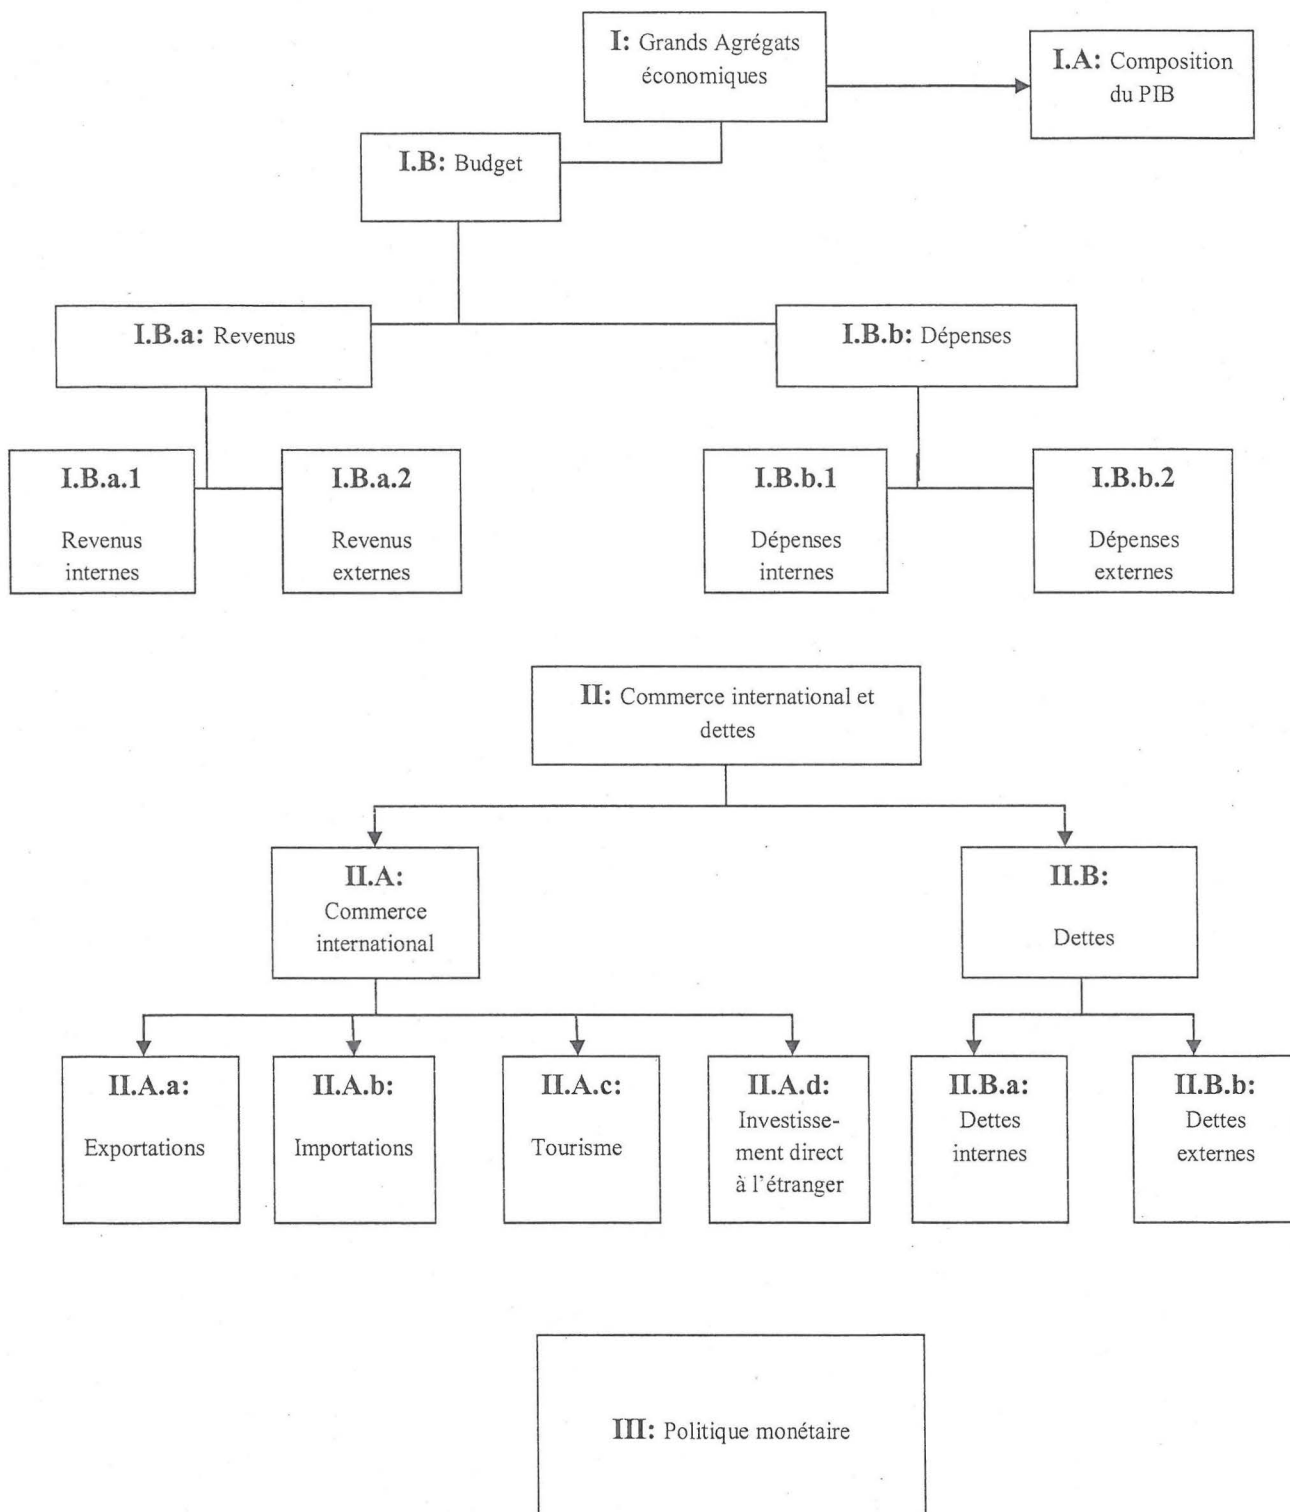 I: Grands Agrégats
économiques
I.A: Composition
du PIB
I.B: Budget
I.B.a: Revenus
I.B.b: Dépenses
I.B.a.1
Revenus
internes
I.B.a.2
Revenus
externes
I.B.b.1
Dépenses
internes
I.B.b.2
Dépenses
externes
II: Commerce international et
dettes
II.A:
Commerce
international
II.B:
Dettes
II.A.a:
Exportations
II.A.b:
Importations
II.A.c:
Tourisme
II.A.d:
Investisse-
ment direct
à l'étranger
II.B.a:
Dettes
internes
II.B.b:
Dettes
externes
III: Politique monétaire